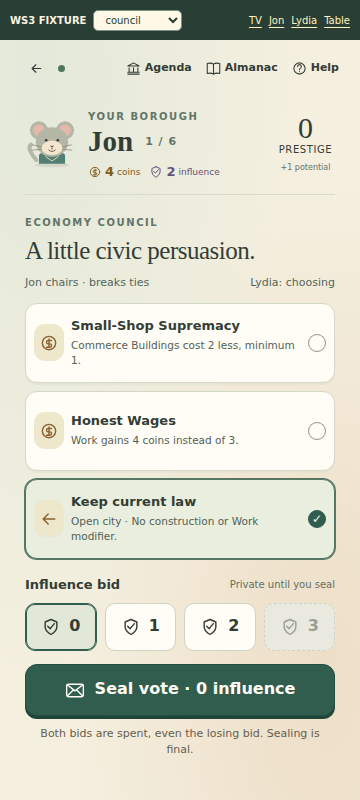 WS3 FIXTURE council TV Jon Lydia Table
Agenda Almanac Help
YOUR BOROUGH
Jon 1 / 6
4 coins 2 influence
0
PRESTIGE
+1 potential
ECONOMY COUNCIL
A little civic persuasion.
Jon chairs · breaks ties Lydia: choosing
Small-Shop Supremacy
Commerce Buildings cost 2 less, minimum
1.
Honest Wages
Work gains 4 coins instead of 3.
Keep current law
Open city · No construction or Work
modifier.
Influence bid Private until you seal
0 1 2 3
Seal vote · 0 influence
Both bids are spent, even the losing bid. Sealing is
final.